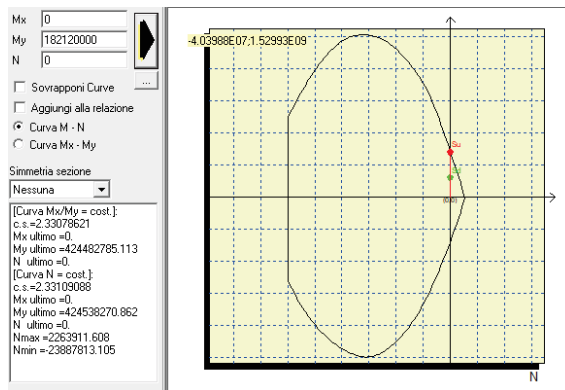 Mx 0
My 182120000
N 0
...
Sovrapponi Curve
Aggiungi alla relazione
Curva M - N
Curva Mx - My
Simmetria sezione
Nessuna
[Curva Mx/My = cost.]:
c.s.=2.33078621
Mx ultimo =0.
My ultimo =424482785.113
N ultimo =0.
[Curva N = cost.]:
c.s.=2.33109088
Mx ultimo =0.
My ultimo =424538270.862
N ultimo =0.
Nmax =2263911.608
Nmin =-23887813.105
-4.03988E07;1.52993E09
Su
Sd
(0;0)
N